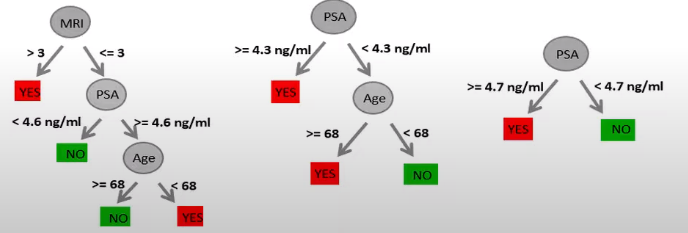 MRI
> 3
<= 3
YES
PSA
< 4.6 ng/ml
>= 4.6 ng/ml
NO
Age
>= 68
< 68
NO
YES
PSA
>= 4.3 ng/ml
< 4.3 ng/ml
YES
Age
>= 68
< 68
YES
NO
PSA
>= 4.7 ng/ml
< 4.7 ng/ml
YES
NO